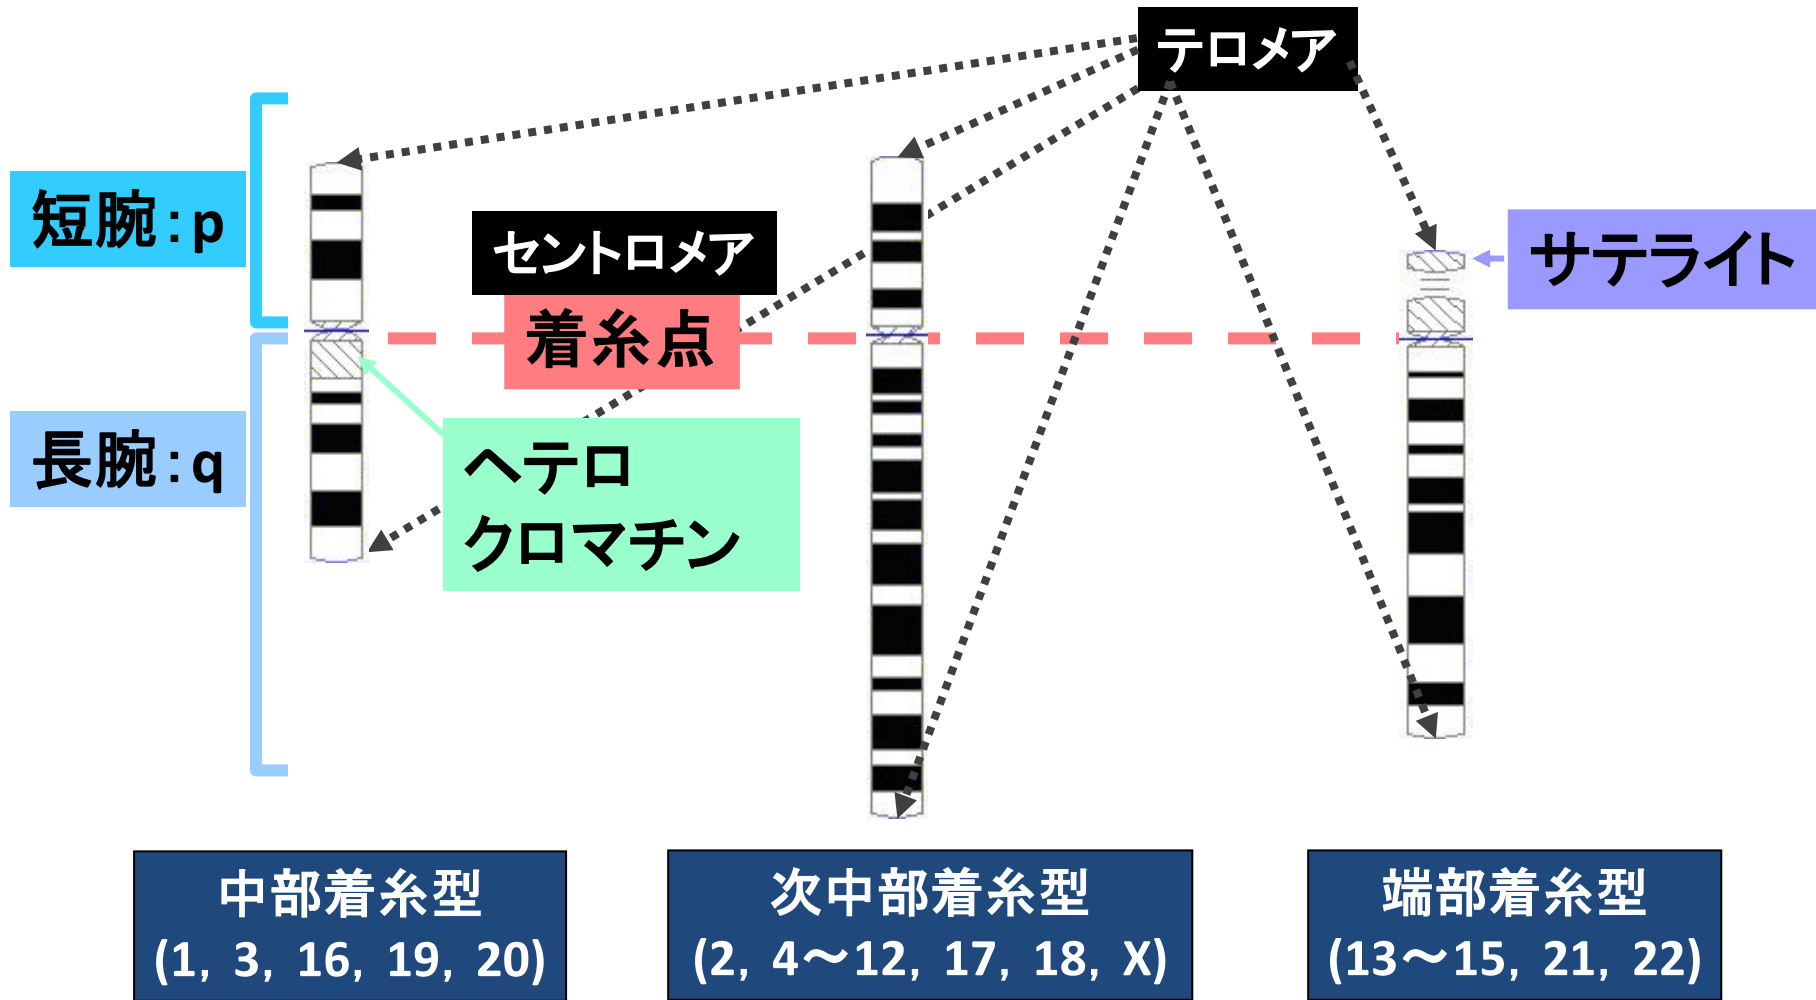 テロメア
短腕：p
セントロメア
着糸点
サテライト
長腕：q
ヘテロ
クロマチン
中部着糸型
(1, 3, 16, 19, 20)
次中部着糸型
(2, 4～12, 17, 18, X)
端部着糸型
(13～15, 21, 22)